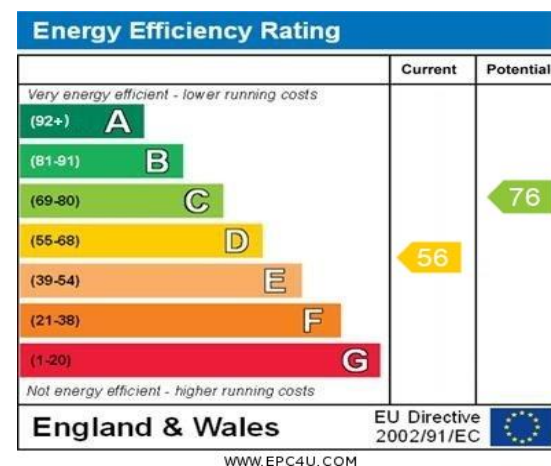 Energy Efficiency Rating
Current Potential
Very energy efficient - lower running costs
(92+) A
(81-91) B
(69-80) C
76
(55-68) D
56
(39-54) E
(21-38) F
(1-20) G
Not energy efficient - higher running costs
England & Wales
EU Directive
2002/91/EC
WWW.EPC4U.COM